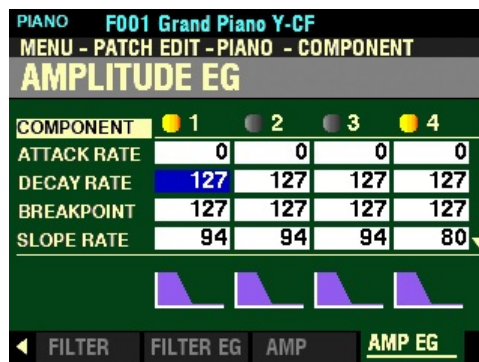 PIANO F001 Grand Piano Y-CF
MENU - PATCH EDIT - PIANO - COMPONENT
AMPLITUDE EG
COMPONENT 1 2 3 4
ATTACK RATE 0 0 0 0
DECAY RATE 127 127 127 127
BREAKPOINT 127 127 127 127
SLOPE RATE 94 94 94 80
FILTER FILTER EG AMP AMP EG